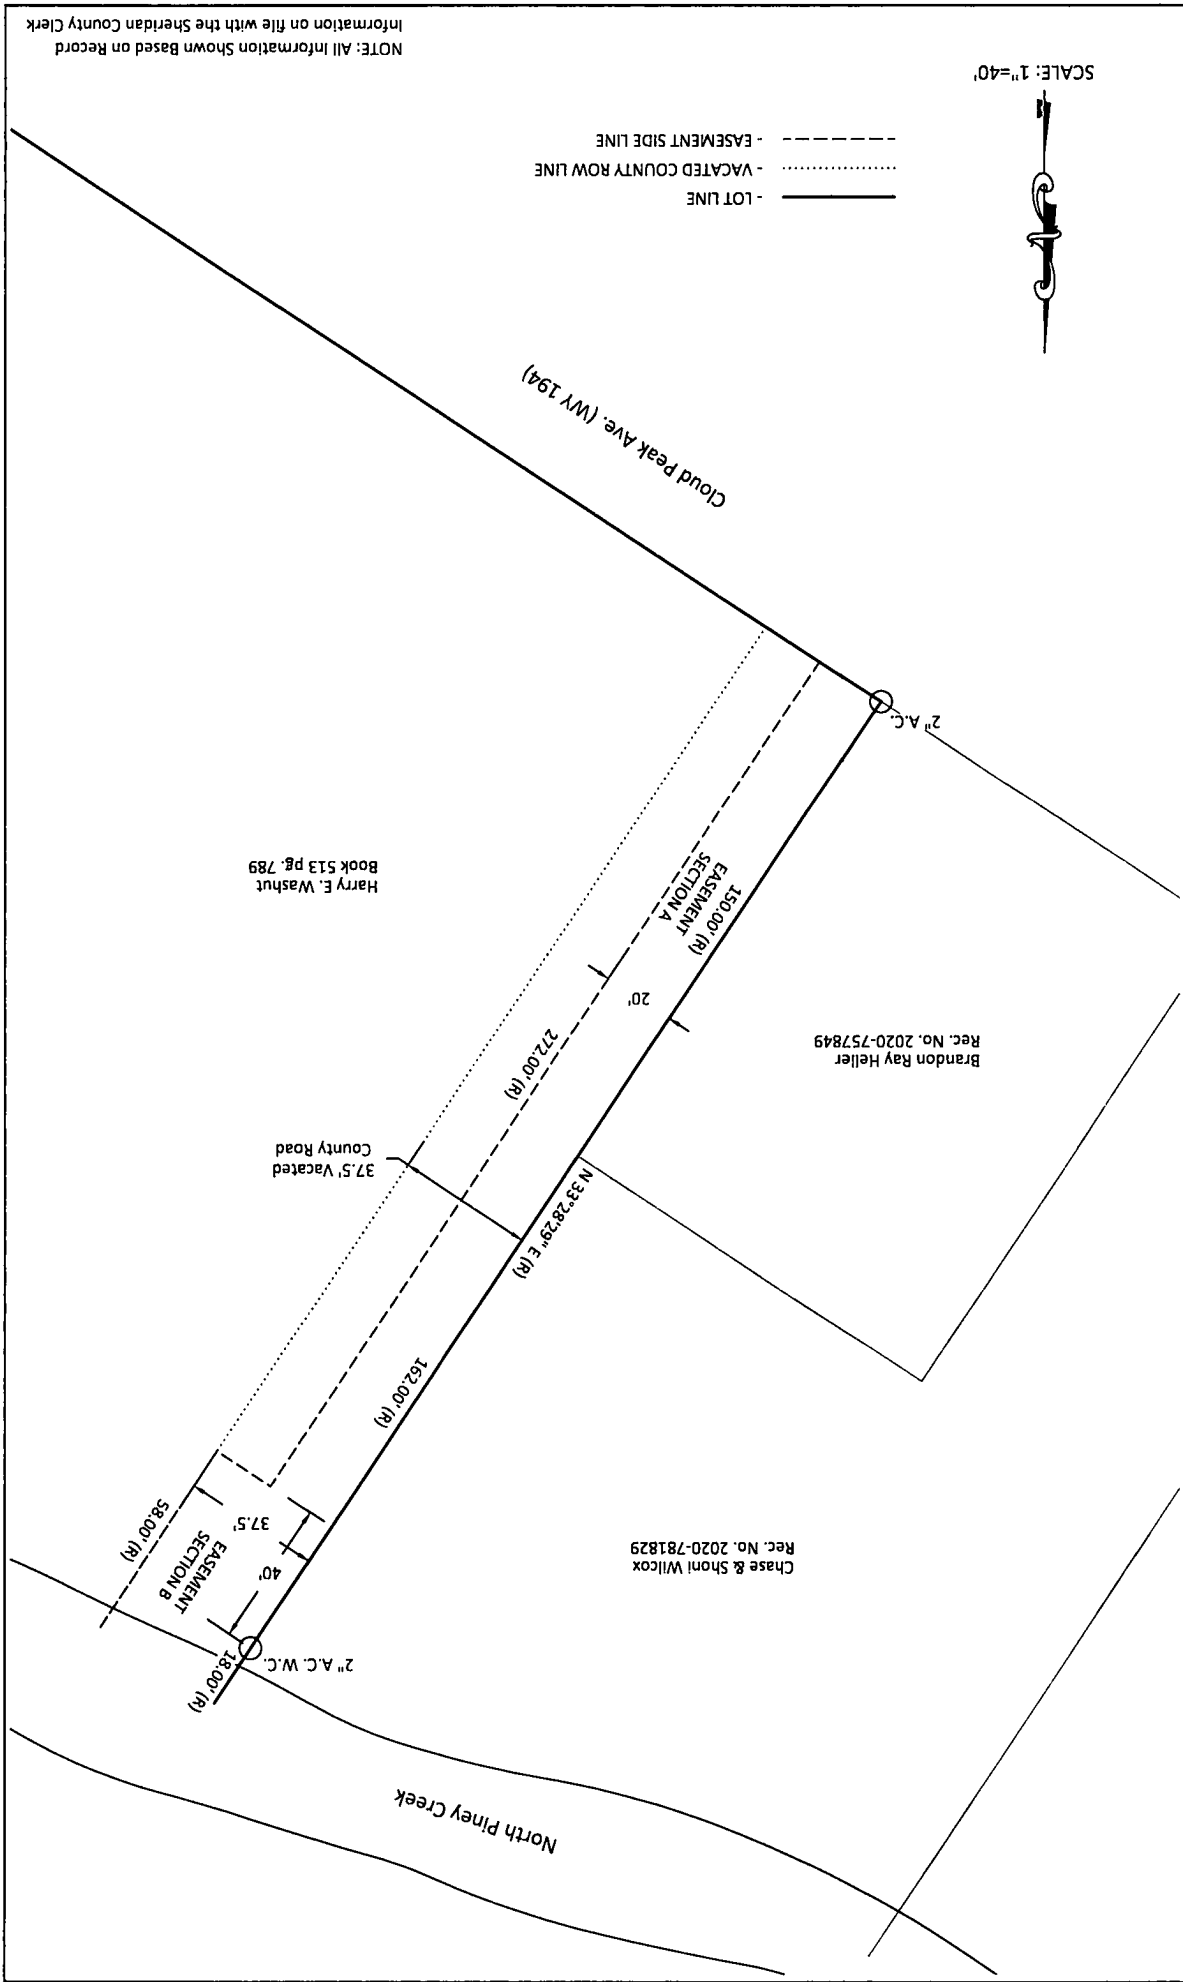 North Piney Creek
18.00' (R)
2" A.C. W.C.
EASEMENT
SECTION B
40'
37.5'
58.00' (R)
Chase & Shoni Wilcox
Rec. No. 2020-781829
162.00' (R)
N 33°28'29" E (R)
37.5' Vacated
County Road
272.00' (R)
Brandon Ray Heller
Rec. No. 2020-757849
20'
150.00' (R)
EASEMENT
SECTION A
Harry E. Washut
Book 513 pg. 789
2" A.C.
Cloud Peak Ave. (WY 194)
N
- LOT LINE
- VACATED COUNTY ROW LINE
- EASEMENT SIDE LINE
SCALE: 1"=40'
NOTE: All Information Shown Based on Record
Information on file with the Sheridan County Clerk